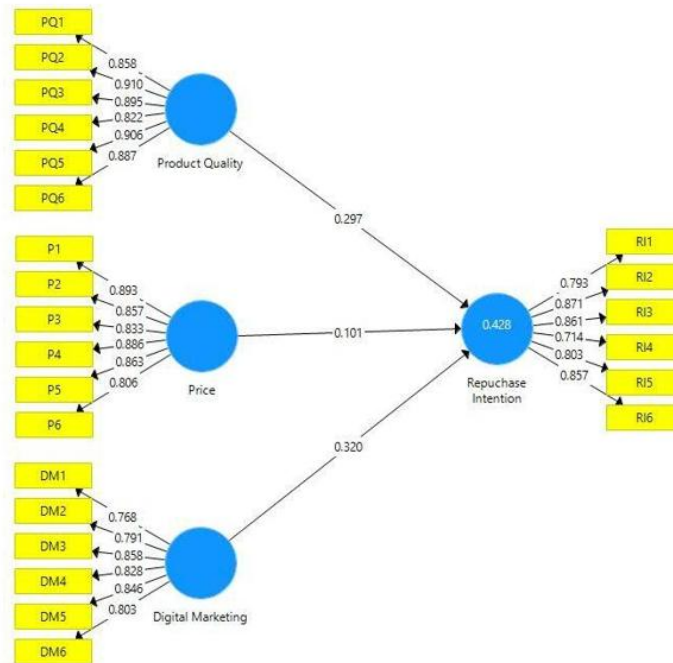 PQ1
PQ2
PQ3
PQ4
PQ5
PQ6
0.858
0.910
0.895
0.822
0.906
0.887
Product Quality
0.297
P1
P2
P3
P4
P5
P6
0.893
0.857
0.833
0.886
0.863
0.806
Price
0.101
DM1
DM2
DM3
DM4
DM5
DM6
0.768
0.791
0.858
0.828
0.846
0.803
Digital Marketing
0.320
0.428
Repuchase
Intention
0.793
0.871
0.861
0.714
0.803
0.857
RI1
RI2
RI3
RI4
RI5
RI6